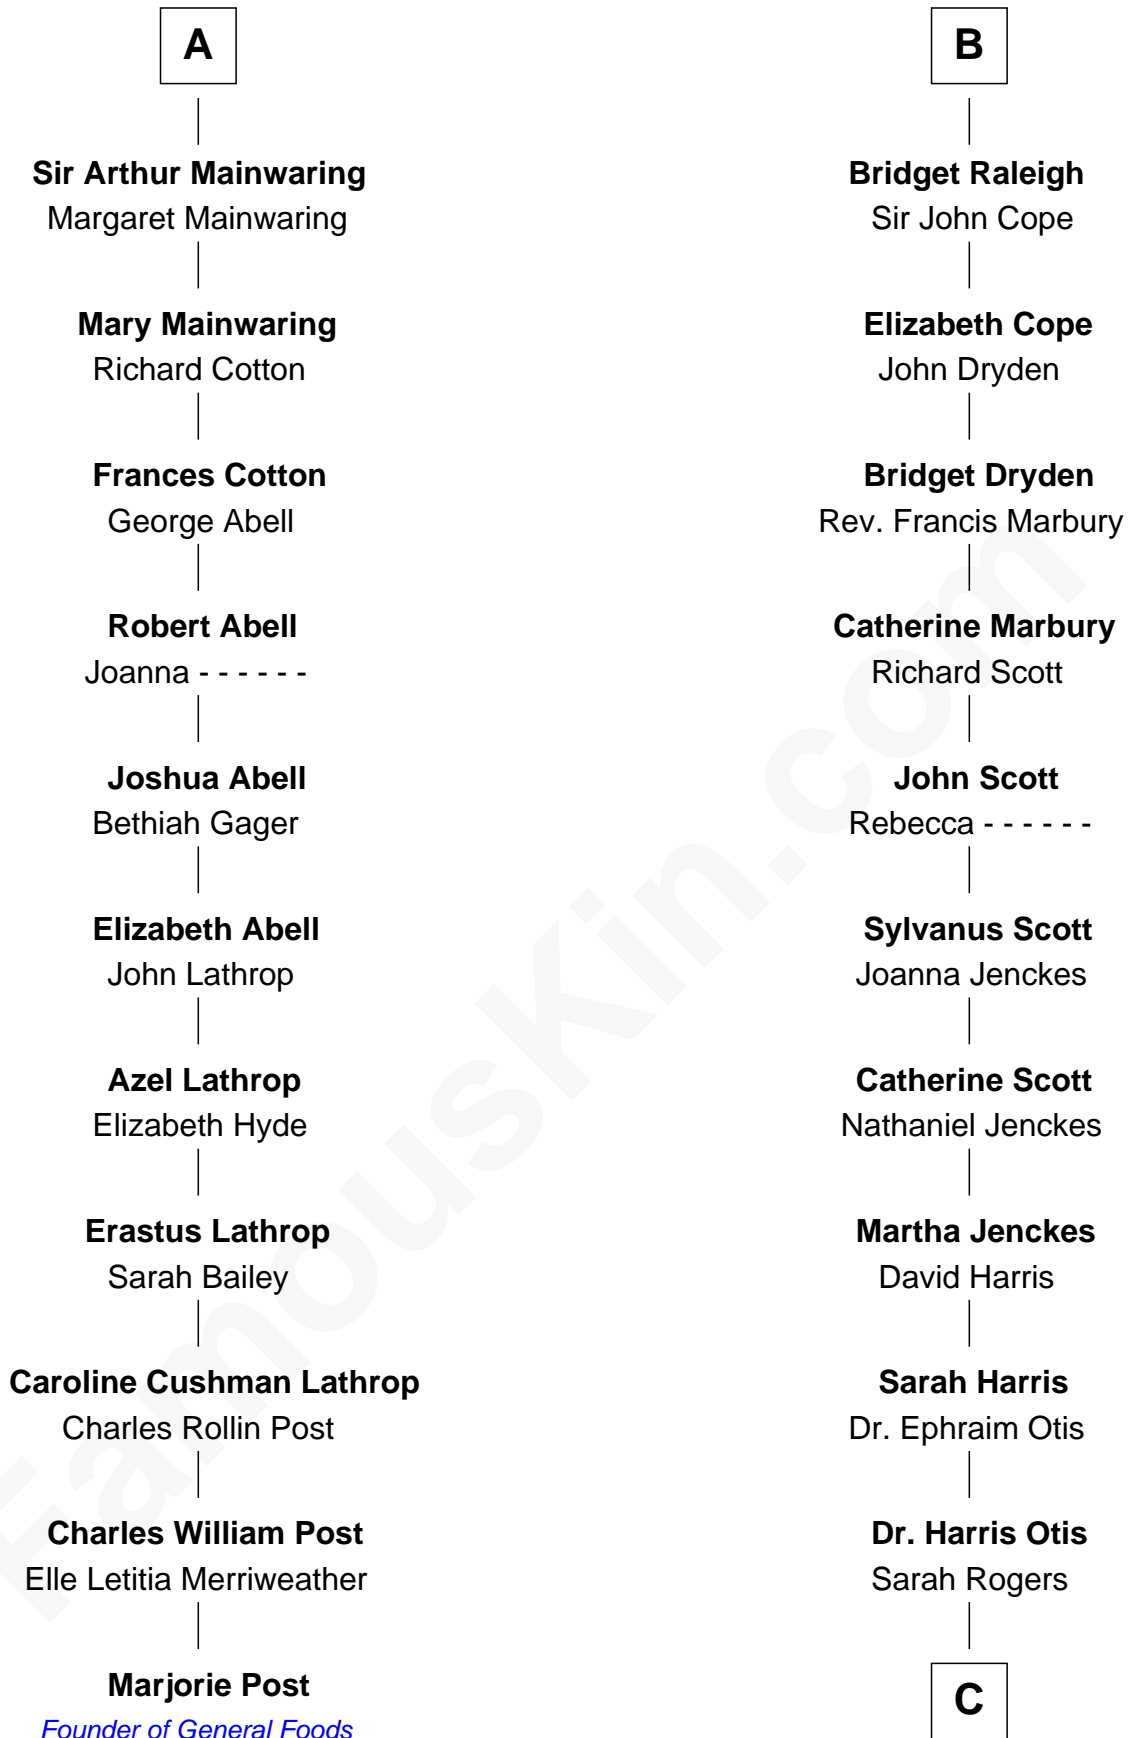 A
Sir Arthur Mainwaring
Margaret Mainwaring
Mary Mainwaring
Richard Cotton
Frances Cotton
George Abell
Robert Abell
Joanna - - - - - -
Joshua Abell
Bethiah Gager
Elizabeth Abell
John Lathrop
Azel Lathrop
Elizabeth Hyde
Erastus Lathrop
Sarah Bailey
Caroline Cushman Lathrop
Charles Rollin Post
Charles William Post
Elle Letitia Merriweather
Marjorie Post
Founder of General Foods
B
Bridget Raleigh
Sir John Cope
Elizabeth Cope
John Dryden
Bridget Dryden
Rev. Francis Marbury
Catherine Marbury
Richard Scott
John Scott
Rebecca - - - - - -
Sylvanus Scott
Joanna Jenckes
Catherine Scott
Nathaniel Jenckes
Martha Jenckes
David Harris
Sarah Harris
Dr. Ephraim Otis
Dr. Harris Otis
Sarah Rogers
C
FamousKin.com